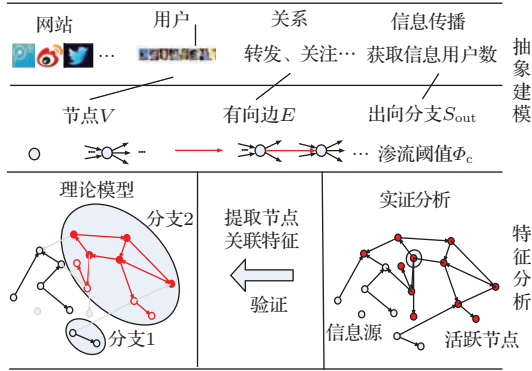 网站 用户 关系 信息传播
… 转发、关注… 获取信息用户数
节点V 有向边E 出向分支S_out
… … 渗流阈值Φ_c
抽象建模
理论模型
分支2
分支1
提取节点
关联特征
验证
实证分析
信息源
活跃节点
特征分析